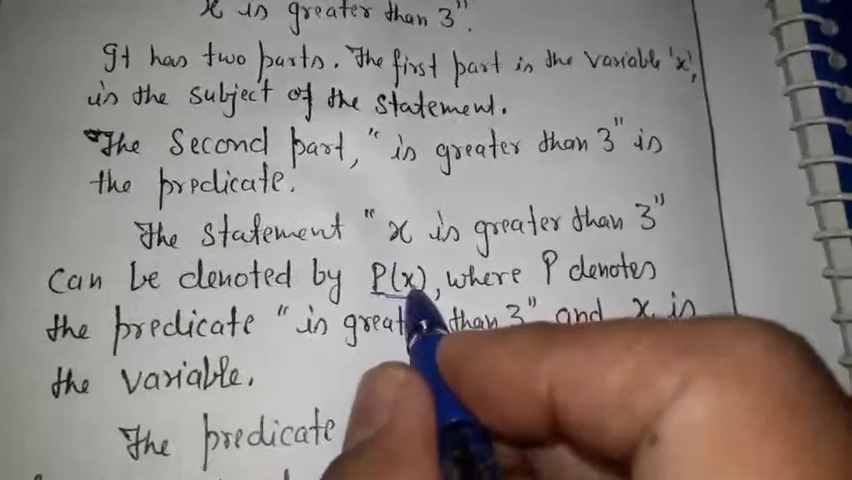 x is greater than 3".
It has two parts. The first part is the variable 'x',
is the subject of the statement.
The second part, "is greater than 3" is
the predicate.
The statement "x is greater than 3"
can be denoted by P(x), where P denotes
the predicate "is great than 3" and x is
the variable.
The predicate